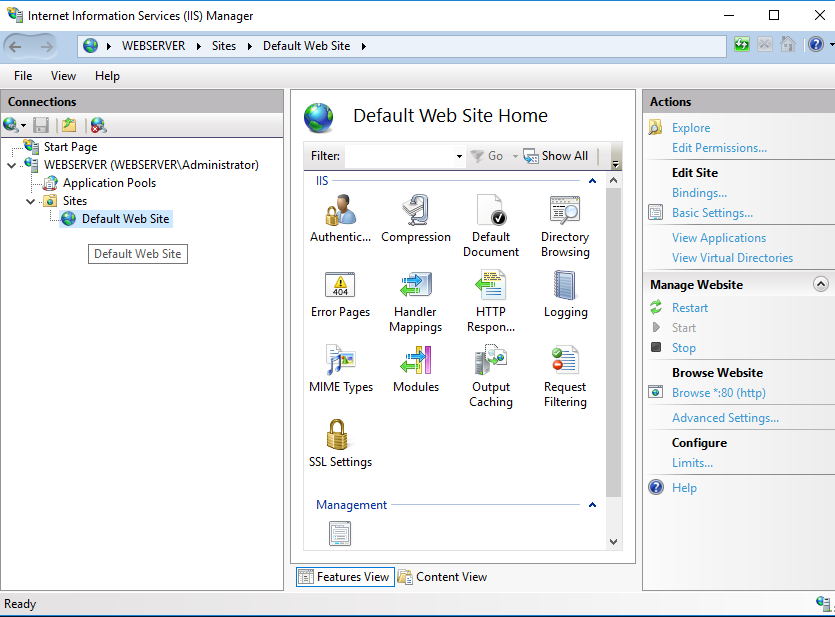 Internet Information Services (IIS) Manager
WEBSERVER Sites Default Web Site
File View Help
Connections
Start Page
WEBSERVER (WEBSERVER\Administrator)
Application Pools
Sites
Default Web Site
Default Web Site
Default Web Site Home
Filter: Go Show All
IIS
Authentic... Compression Default Document Directory Browsing
Error Pages Handler Mappings HTTP Respon... Logging
MIME Types Modules Output Caching Request Filtering
SSL Settings
Management
Features View Content View
Actions
Explore
Edit Permissions...
Edit Site
Bindings...
Basic Settings...
View Applications
View Virtual Directories
Manage Website
Restart
Start
Stop
Browse Website
Browse *:80 (http)
Advanced Settings...
Configure
Limits...
Help
Ready